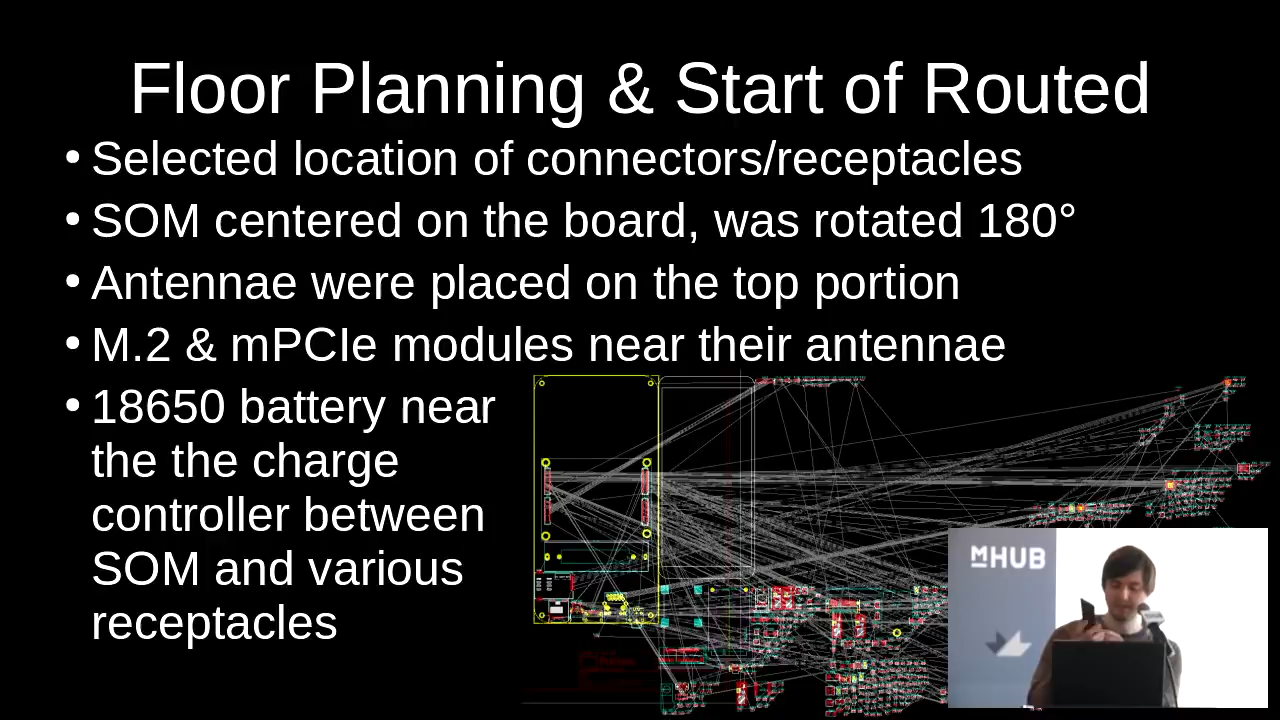 Floor Planning & Start of Routed
• Selected location of connectors/receptacles
• SOM centered on the board, was rotated 180°
• Antennae were placed on the top portion
• M.2 & mPCIe modules near their antennae
• 18650 battery near
the the charge
controller between
SOM and various
receptacles
MHUB